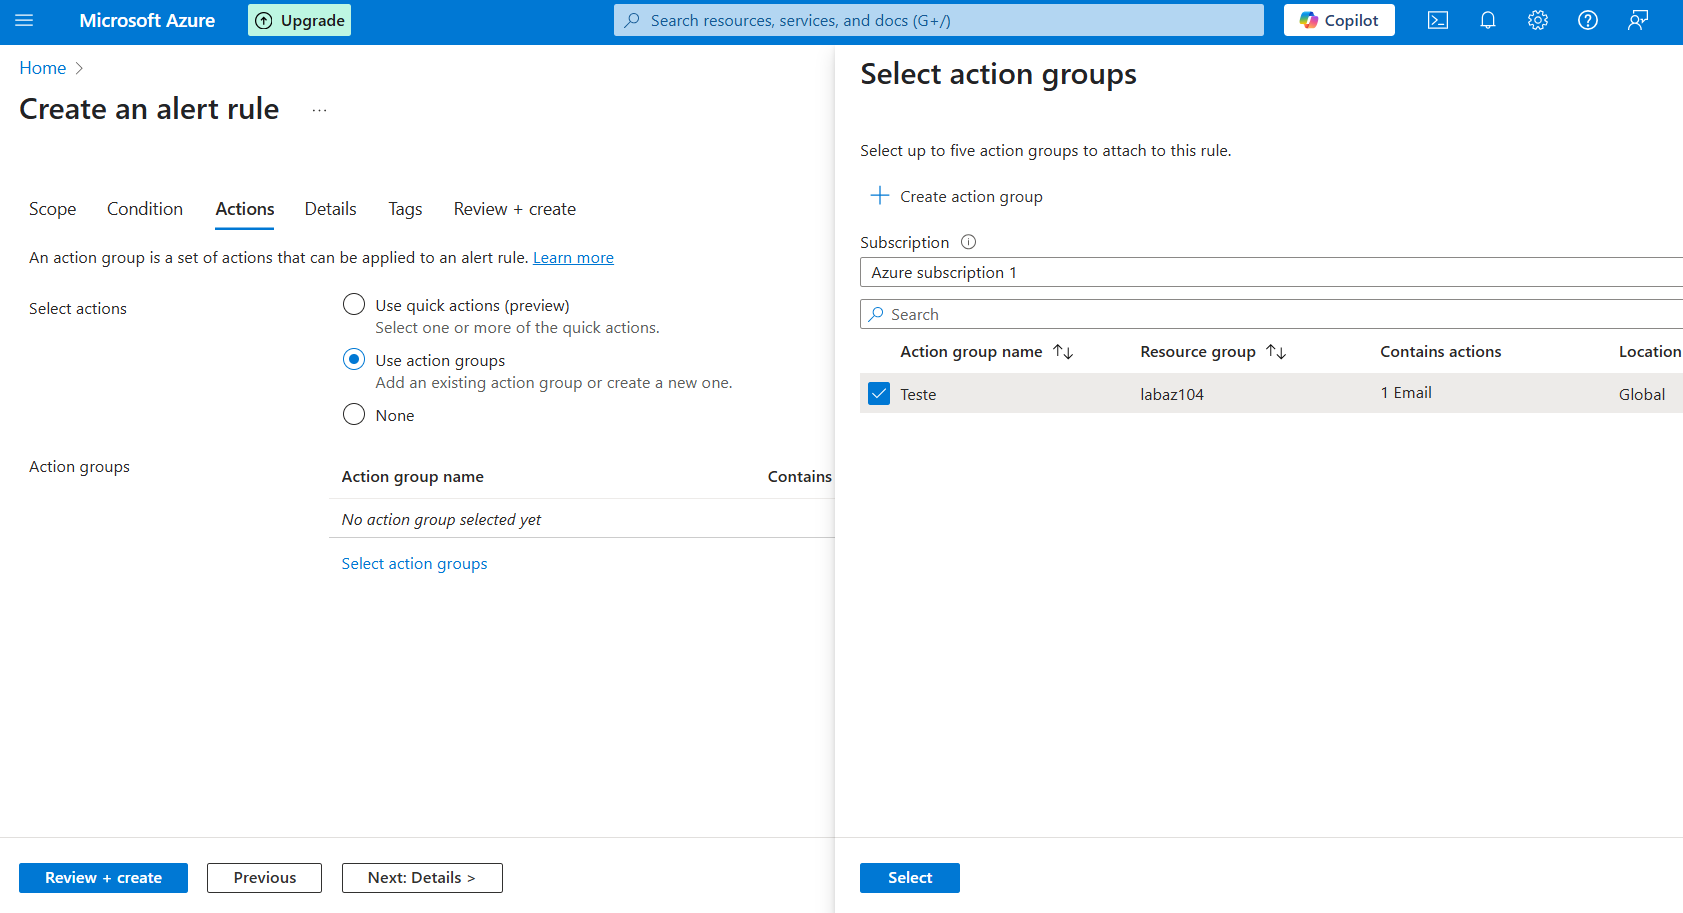 Microsoft Azure
Upgrade
Search resources, services, and docs (G+/)
Copilot
Home
Create an alert rule
...
Scope Condition Actions Details Tags Review + create
An action group is a set of actions that can be applied to an alert rule. Learn more
Select actions
Use quick actions (preview)
Select one or more of the quick actions.
Use action groups
Add an existing action group or create a new one.
None
Action groups
Action group name Contains
No action group selected yet
Select action groups
Review + create
Previous
Next: Details >
Select action groups
Select up to five action groups to attach to this rule.
Create action group
Subscription
Azure subscription 1
Search
Action group name Resource group Contains actions Location
Teste labaz104 1 Email Global
Select